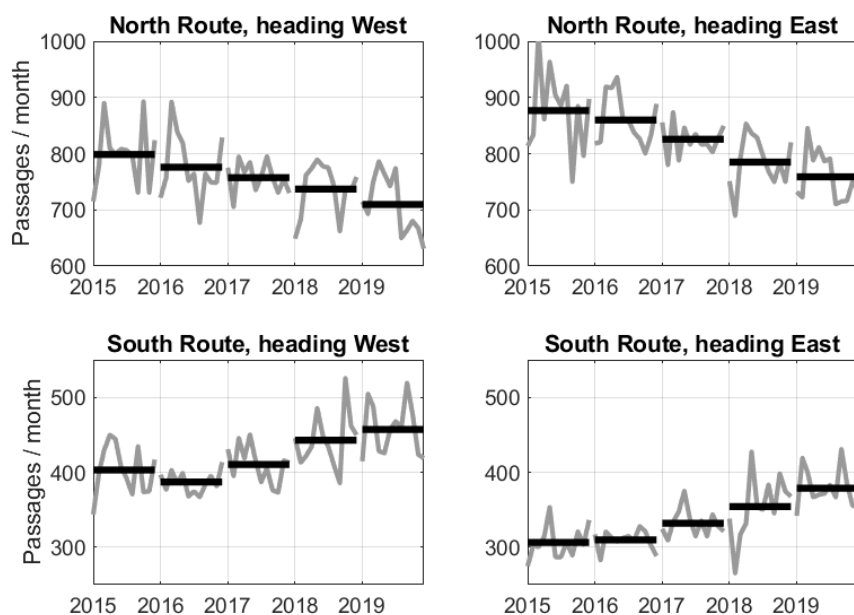 North Route, heading West
Passages / month
1000
900
800
700
600
2015 2016 2017 2018 2019
North Route, heading East
1000
900
800
700
600
2015 2016 2017 2018 2019
South Route, heading West
Passages / month
500
400
300
2015 2016 2017 2018 2019
South Route, heading East
500
400
300
2015 2016 2017 2018 2019